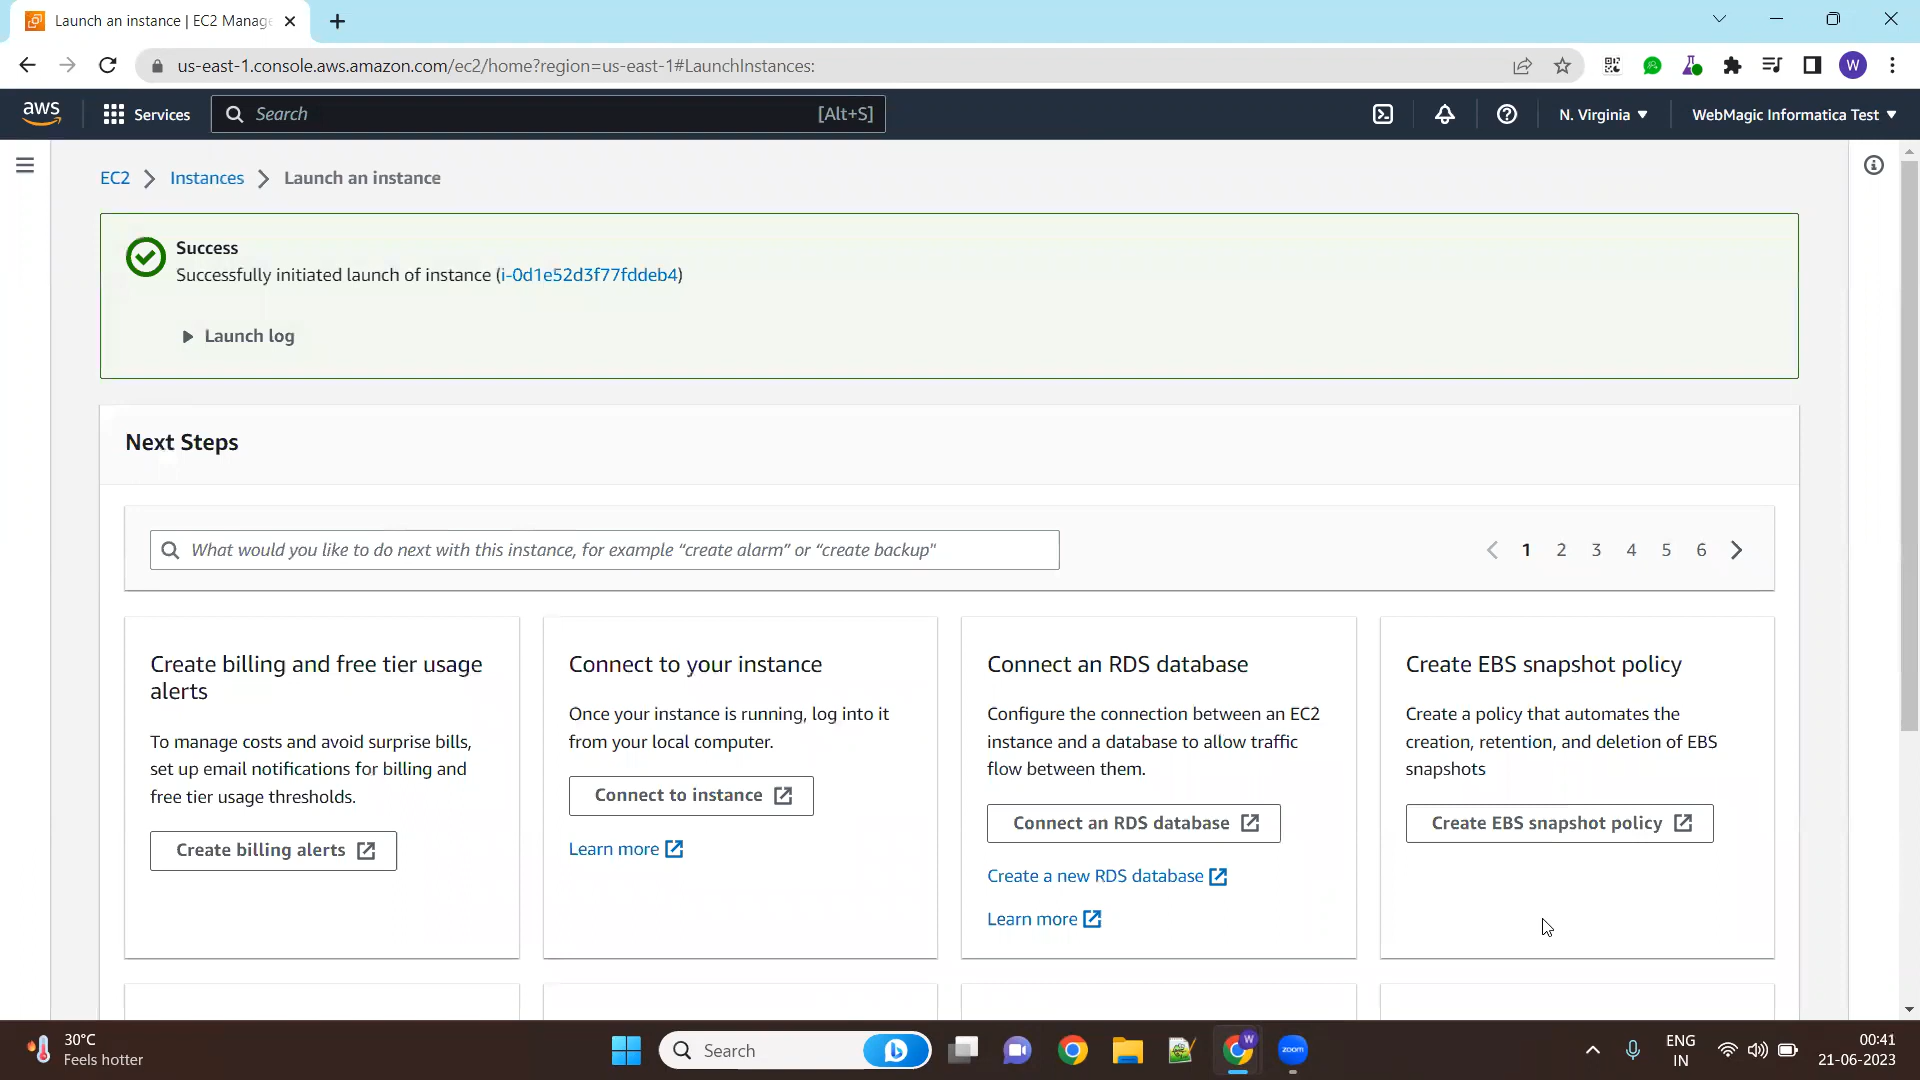 Launch an instance | EC2 Manage
us-east-1.console.aws.amazon.com/ec2/home?region=us-east-1#LaunchInstances:
W
aws
Services
Search
[Alt+S]
N. Virginia
WebMagic Informatica Test
EC2
Instances
Launch an instance
Success
Successfully initiated launch of instance (i-0d1e52d3f77fddeb4)
Launch log
Next Steps
What would you like to do next with this instance, for example “create alarm” or “create backup"
1 2 3 4 5 6
Create billing and free tier usage
alerts
To manage costs and avoid surprise bills,
set up email notifications for billing and
free tier usage thresholds.
Create billing alerts
Connect to your instance
Once your instance is running, log into it
from your local computer.
Connect to instance
Learn more
Connect an RDS database
Configure the connection between an EC2
instance and a database to allow traffic
flow between them.
Connect an RDS database
Create a new RDS database
Learn more
Create EBS snapshot policy
Create a policy that automates the
creation, retention, and deletion of EBS
snapshots
Create EBS snapshot policy
30°C
Feels hotter
Search
W
zoom
ENG
IN
00:41
21-06-2023